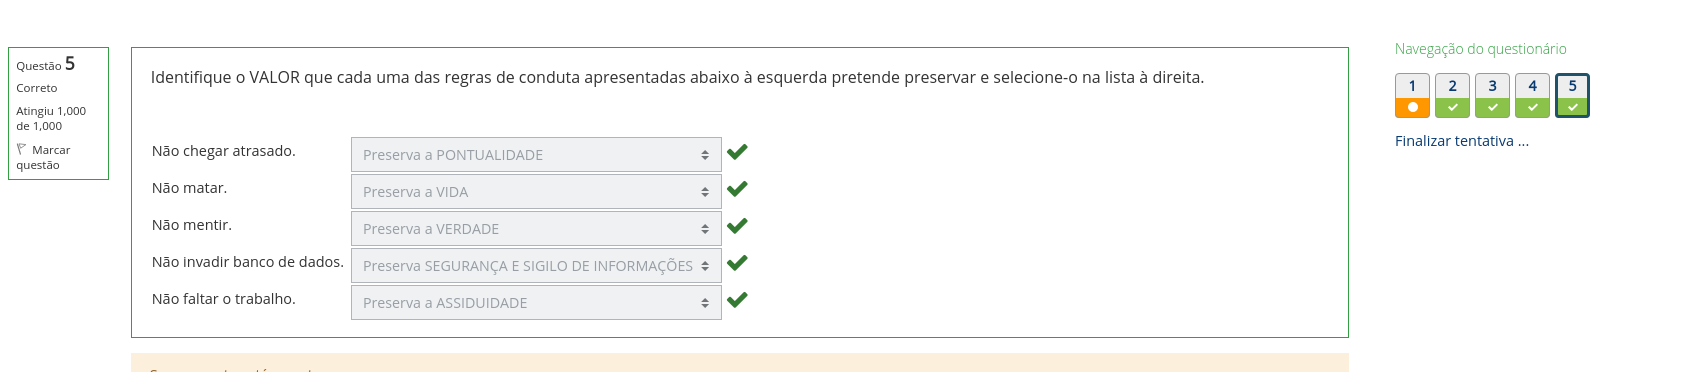 Questão 5
Correto
Atingiu 1,000
de 1,000
Marcar
questão
Identifique o VALOR que cada uma das regras de conduta apresentadas abaixo à esquerda pretende preservar e selecione-o na lista à direita.
Não chegar atrasado. Preserva a PONTUALIDADE
Não matar. Preserva a VIDA
Não mentir. Preserva a VERDADE
Não invadir banco de dados. Preserva SEGURANÇA E SIGILO DE INFORMAÇÕES
Não faltar o trabalho. Preserva a ASSIDUIDADE
Navegação do questionário
1 2 3 4 5
Finalizar tentativa ...